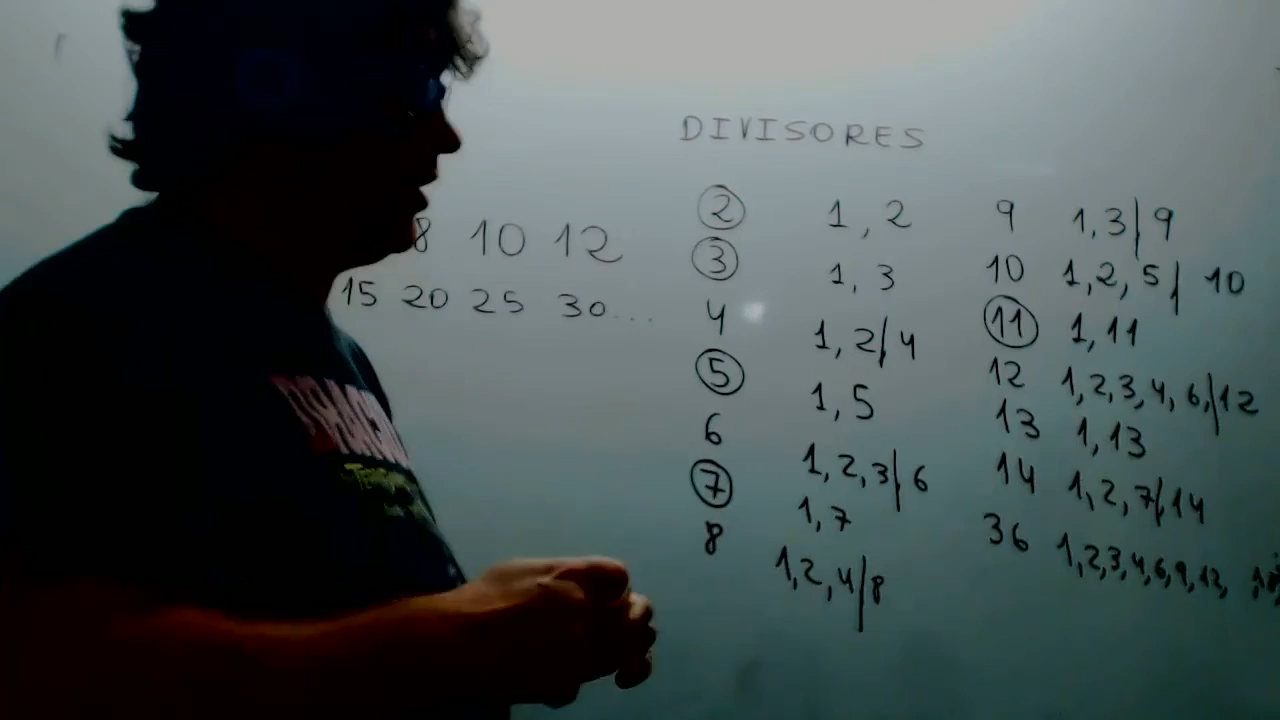 DIVISORES
8 10 12
15 20 25 30...
2 1, 2
3 1, 3
4 1, 2| 4
5 1, 5
6 1, 2, 3| 6
7 1, 7
8 1, 2, 4| 8
9 1, 3| 9
10 1, 2, 5| 10
11 1, 11
12 1, 2, 3, 4, 6,| 12
13 1, 13
14 1, 2, 7| 14
36 1, 2, 3, 4, 6, 9, 12,